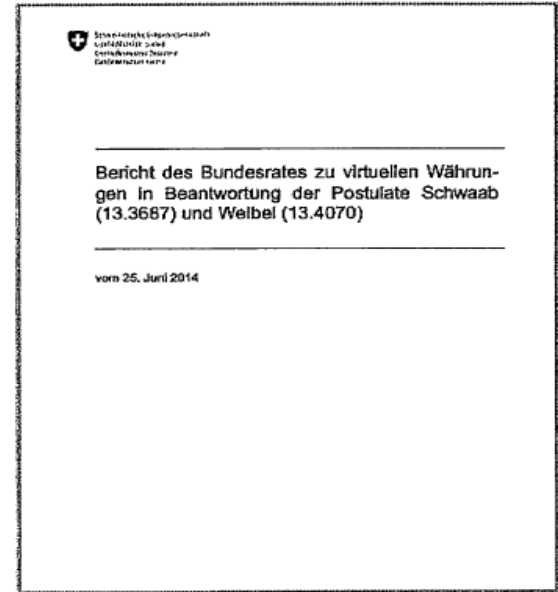 Bericht des Bundesrates zu virtuellen Währun-
gen in Beantwortung der Postulate Schwaab
(13.3687) und Weibel (13.4070)
vom 25. Juni 2014